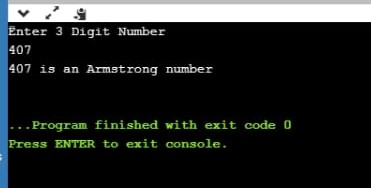 Enter 3 Digit Number
407
407 is an Armstrong number
...Program finished with exit code 0
Press ENTER to exit console.